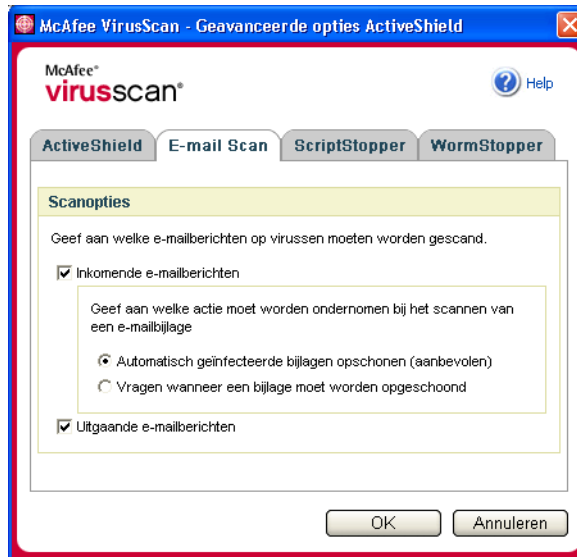 McAfee VirusScan - Geavanceerde opties ActiveShield
McAfee®
virusscan®
Help
ActiveShield
E-mail Scan
ScriptStopper
WormStopper
Scanopties
Geef aan welke e-mailberichten op virussen moeten worden gescand.
Inkomende e-mailberichten
Geef aan welke actie moet worden ondernomen bij het scannen van
een e-mailbijlage
Automatisch geïnfecteerde bijlagen opschonen (aanbevolen)
Vragen wanneer een bijlage moet worden opgeschoond
Uitgaande e-mailberichten
OK
Annuleren